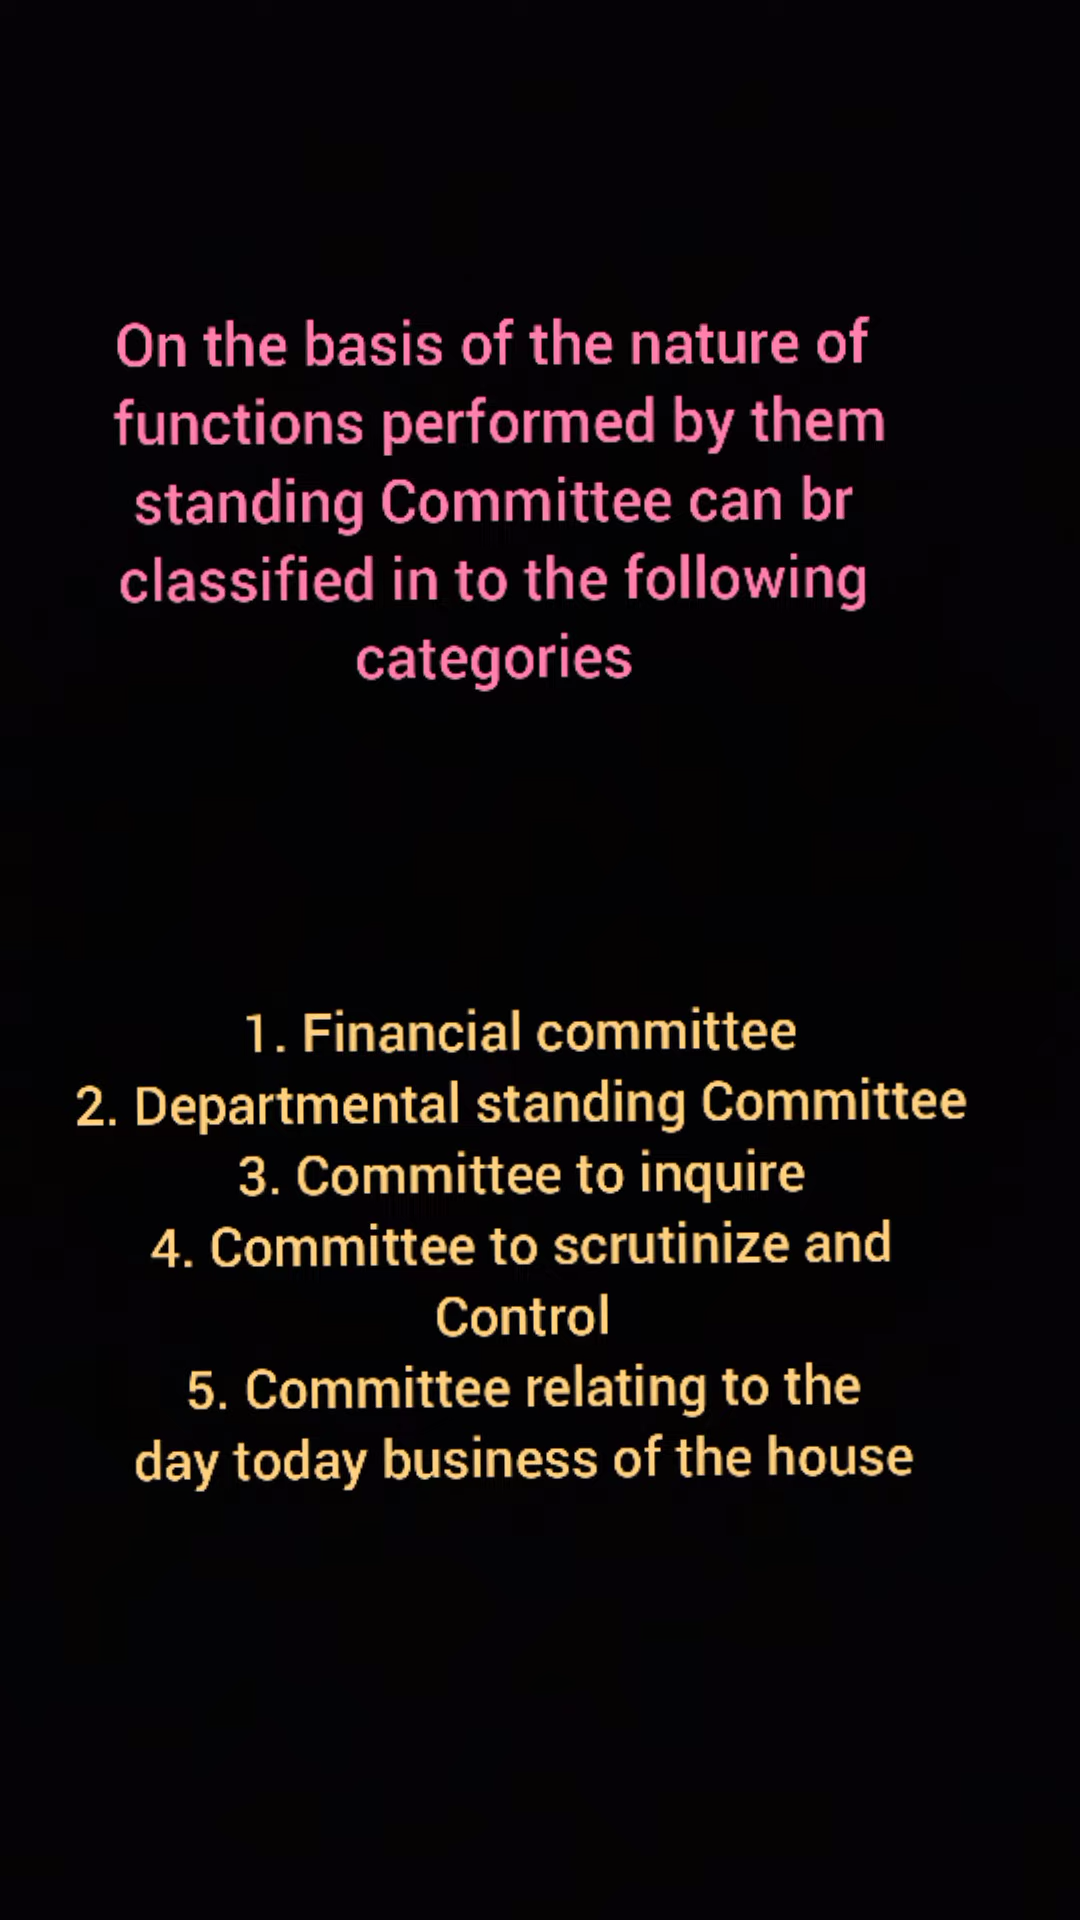 On the basis of the nature of
functions performed by them
standing Committee can br
classified in to the following
categories
1. Financial committee
2. Departmental standing Committee
3. Committee to inquire
4. Committee to scrutinize and
Control
5. Committee relating to the
day today business of the house